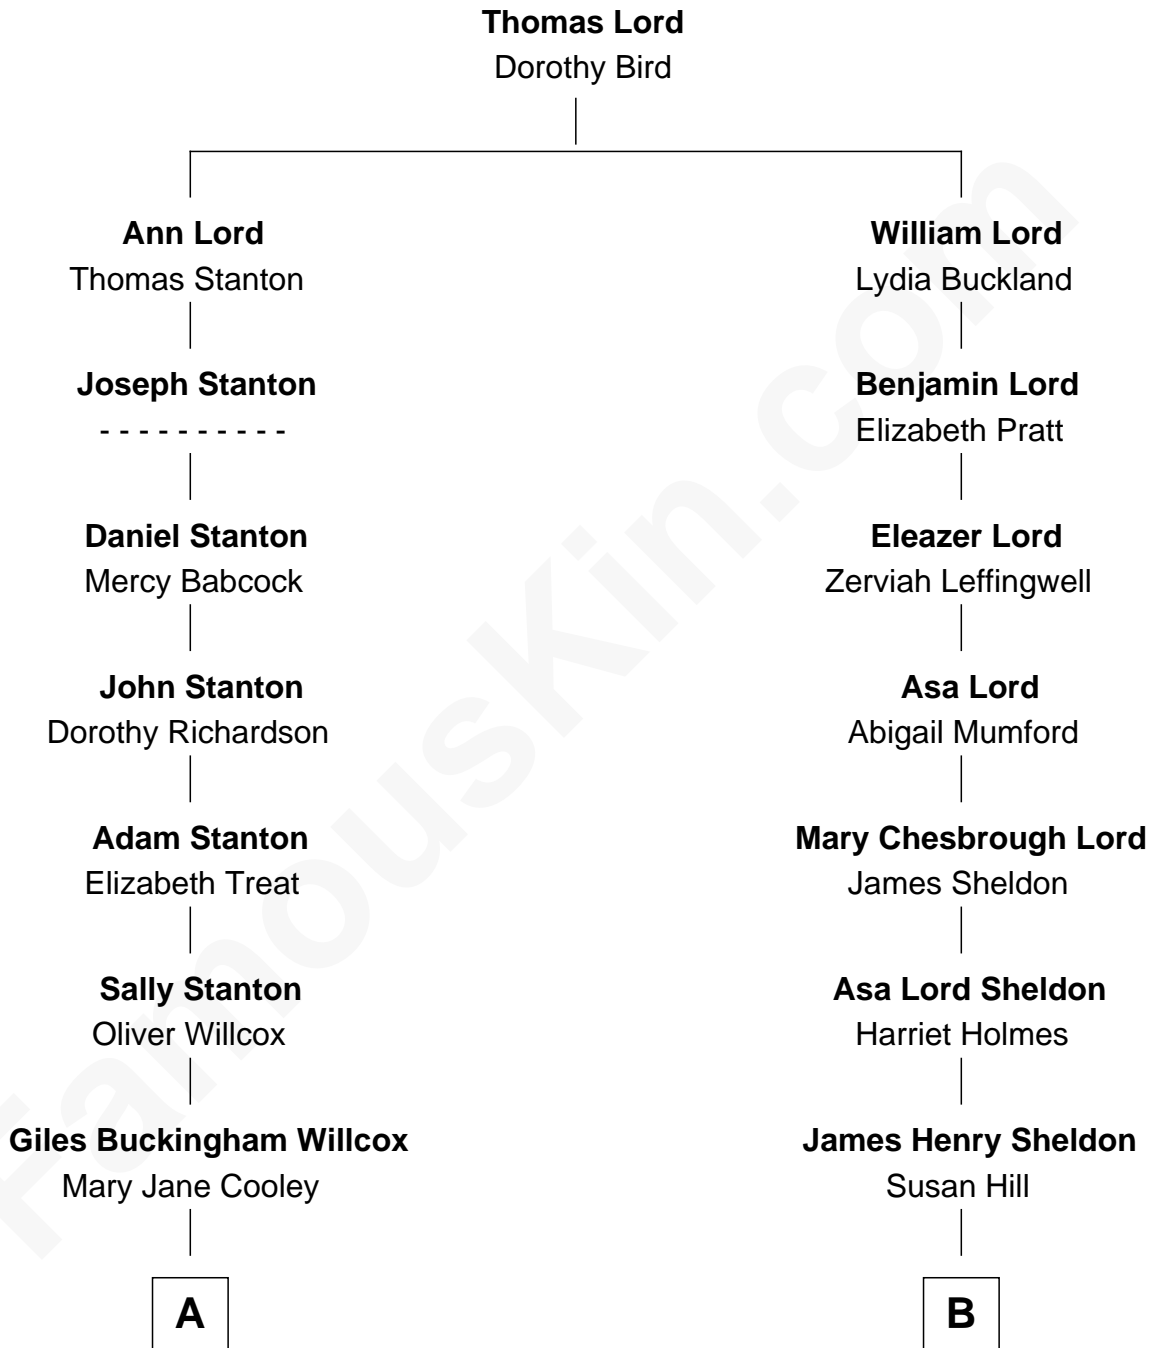 Thomas Lord
Dorothy Bird
Ann Lord
Thomas Stanton
Joseph Stanton
- - - - - - - - - -
Daniel Stanton
Mercy Babcock
John Stanton
Dorothy Richardson
Adam Stanton
Elizabeth Treat
Sally Stanton
Oliver Willcox
Giles Buckingham Willcox
Mary Jane Cooley
A
William Lord
Lydia Buckland
Benjamin Lord
Elizabeth Pratt
Eleazer Lord
Zerviah Leffingwell
Asa Lord
Abigail Mumford
Mary Chesbrough Lord
James Sheldon
Asa Lord Sheldon
Harriet Holmes
James Henry Sheldon
Susan Hill
B
FamousKin.com